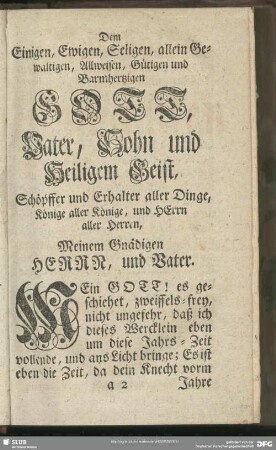 Dem
Einigen, Ewigen, Seligen, allein Ge-
waltigen, Allweisen, Gütigen und
Barmhertzigen
GOTT,
Vater, Sohn und
Heiligem Geist,
Schöpffer und Erhalter aller Dinge,
Könige aller Könige, und HErrn
aller Herren,
Meinem Gnädigen
HERRN, und Vater.
MEin GOTT! es ge-
schiehet, zweiffels-frey,
nicht ungefehr, daß ich
dieses Wercklein eben
um diese Jahrs-Zeit
vollende, und ans Licht bringe; Es ist
eben die Zeit, da dein Knecht vorm
a 2 Jahre
SLUB